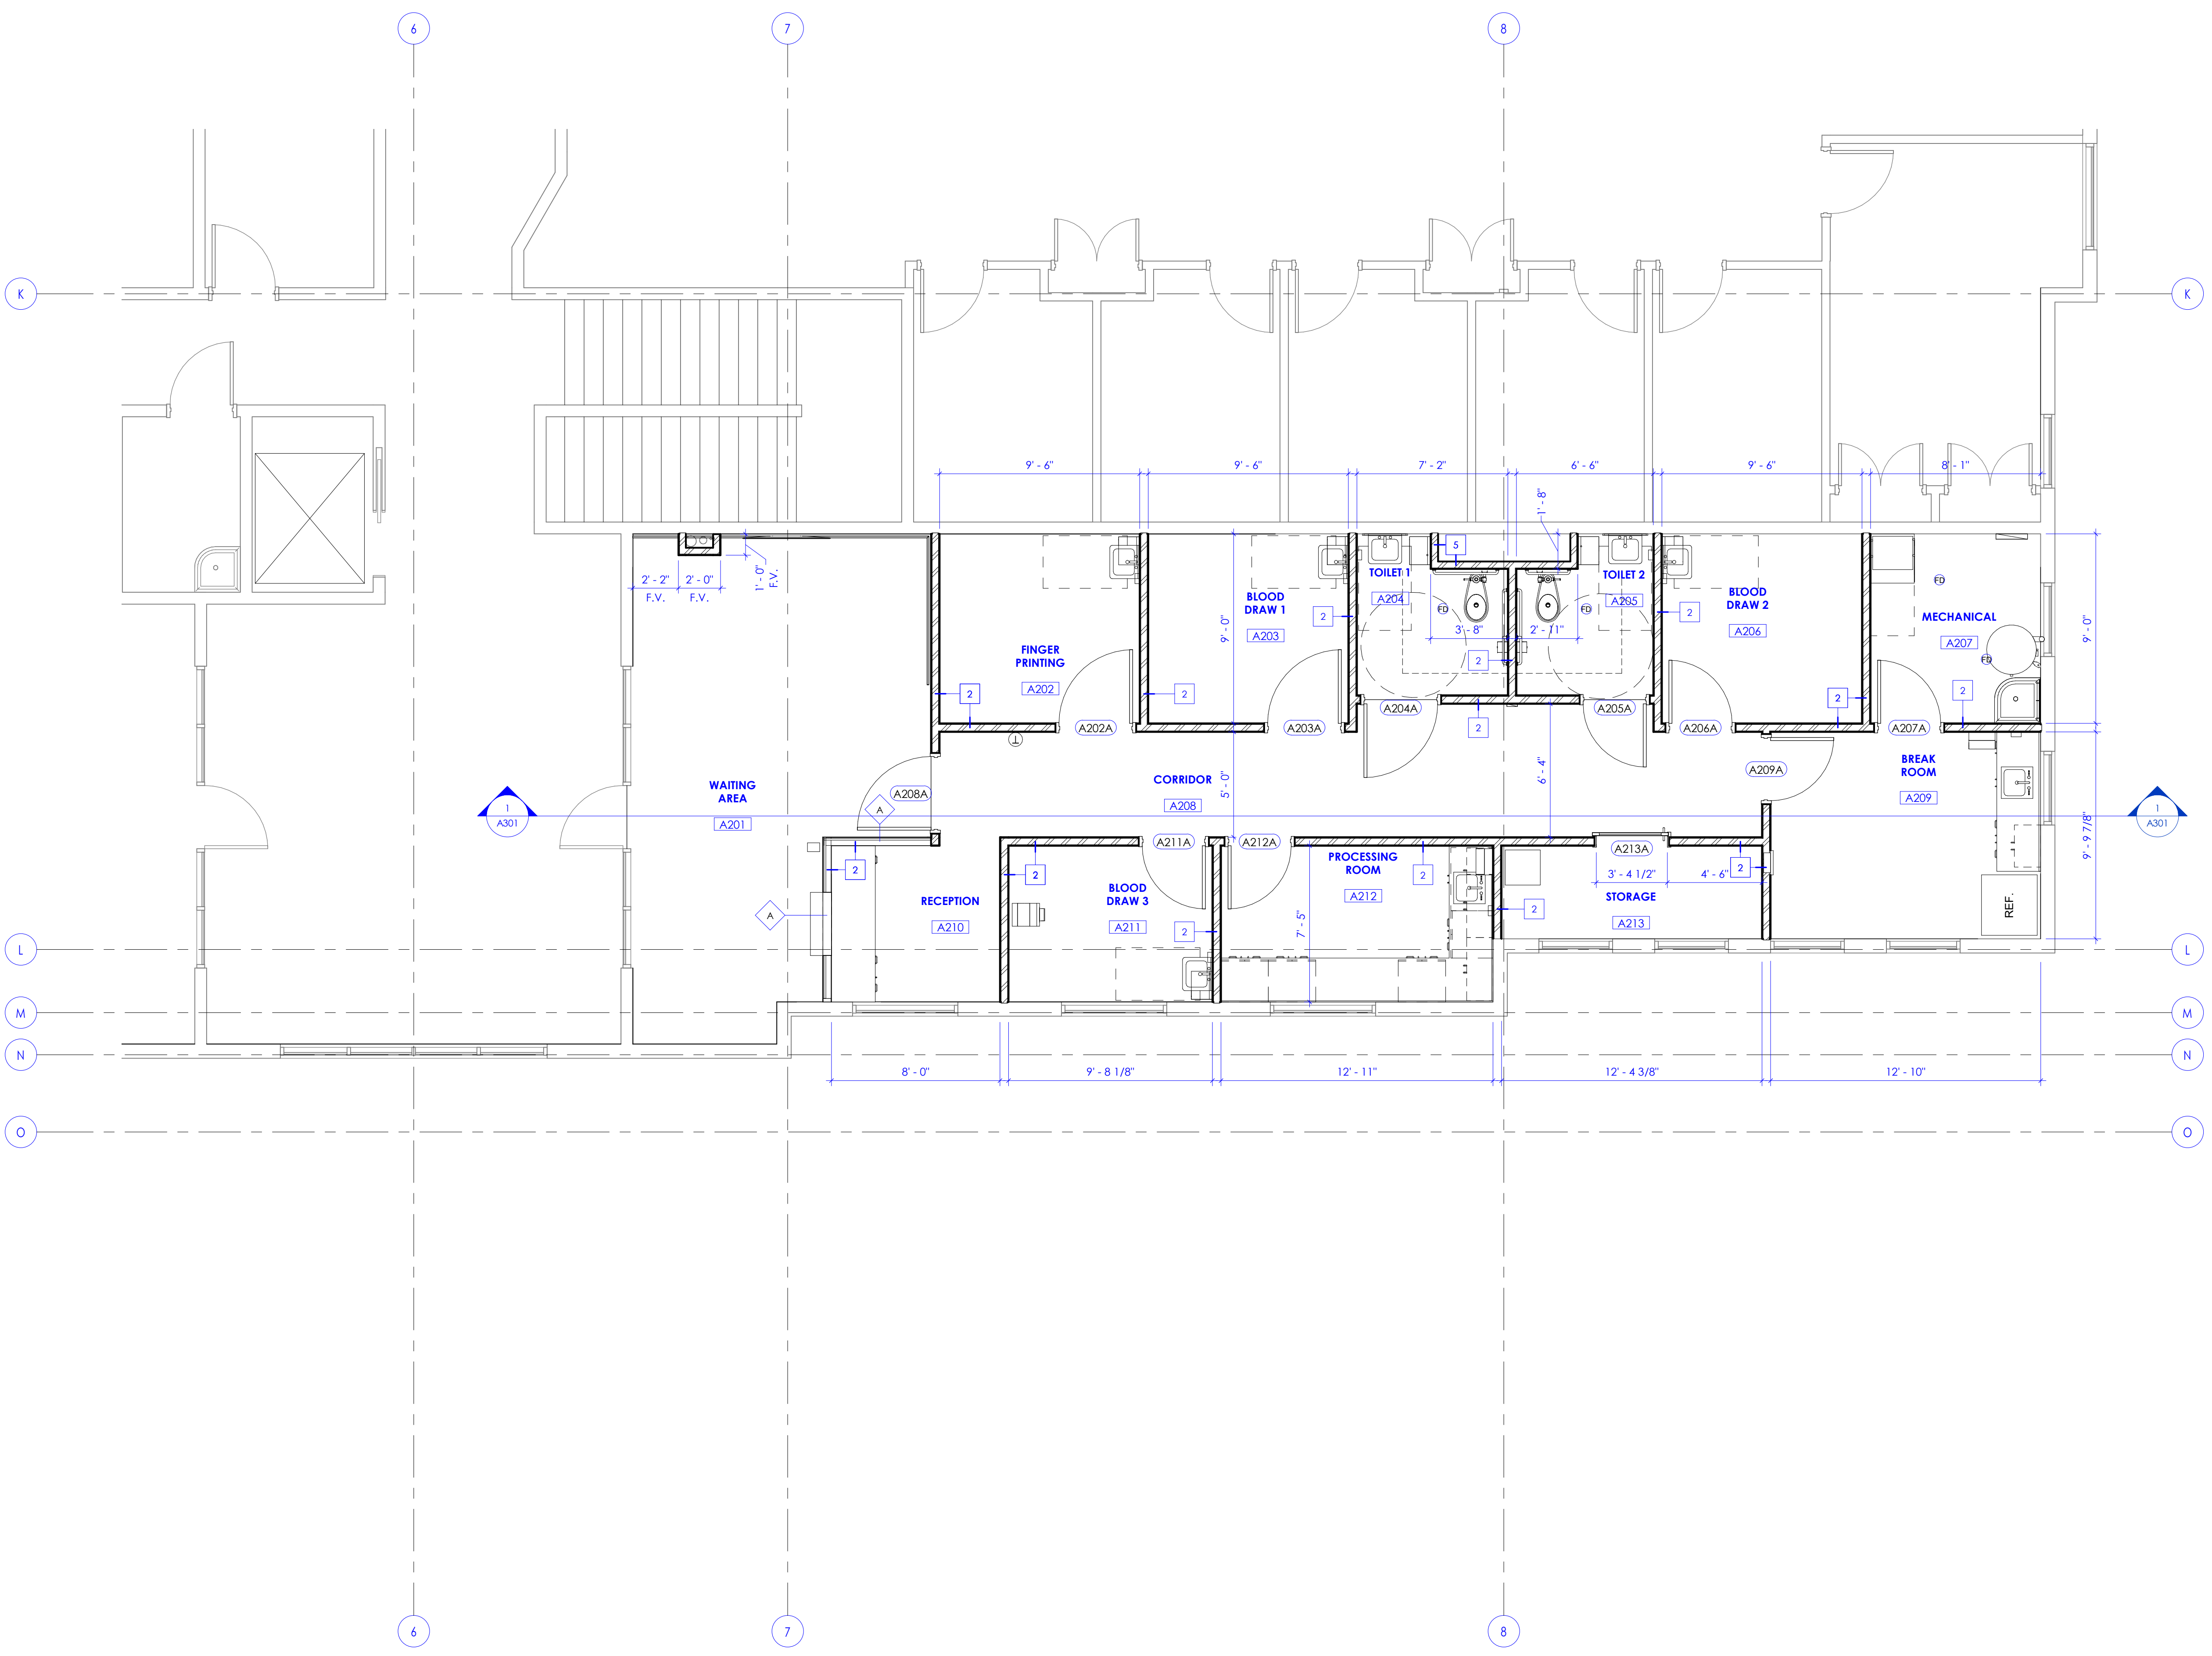 6
7
8
K
K
9' - 6"
9' - 6"
7' - 2"
6' - 6"
9' - 6"
8' - 1"
1' - 8"
5
2' - 2"
F.V.
2' - 0"
F.V.
1' - 0"
F.V.
TOILET 1
A204
TOILET 2
A205
FD
FD
FD
FD
3' - 8"
2' - 11"
BLOOD
DRAW 1
A203
BLOOD
DRAW 2
A206
MECHANICAL
A207
FINGER
PRINTING
A202
9' - 0"
9' - 0"
2
2
2
2
2
2
2
2
2
A202A
A203A
A204A
A205A
A206A
A207A
WAITING
AREA
A201
A208A
A
CORRIDOR
A208
5' - 0"
6' - 4"
A209A
BREAK
ROOM
A209
9' - 9 7/8"
1
A301
1
A301
A211A
A212A
A213A
2
2
2
2
2
2
PROCESSING
ROOM
A212
3' - 4 1/2"
4' - 6"
STORAGE
A213
RECEPTION
A210
BLOOD
DRAW 3
A211
A
7' - 5"
REF.
L
L
M
M
N
N
8' - 0"
9' - 8 1/8"
12' - 11"
12' - 4 3/8"
12' - 10"
O
O
6
7
8